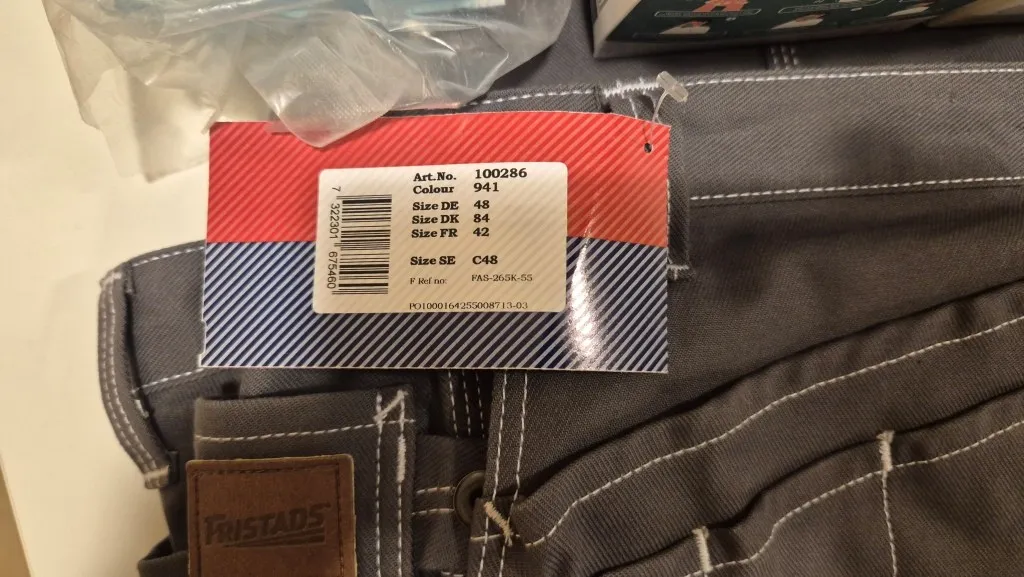 Art.No. 100286
Colour 941
Size DE 48
Size DK 84
Size FR 42
Size SE C48
F Ref no: FAS-265K-55
PO1000164255008713-03
7 322301 675460
FRISTADS